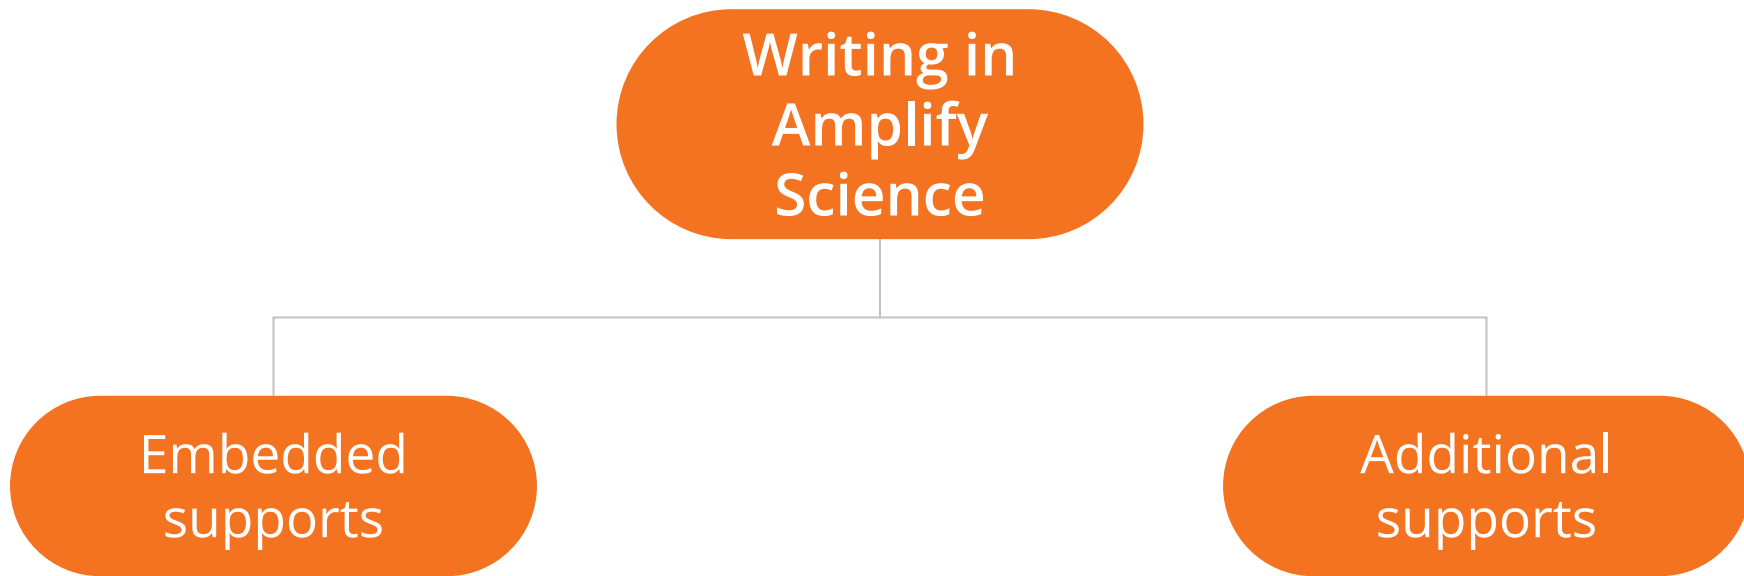 Writing in
Amplify
Science
Embedded
supports
Additional
supports